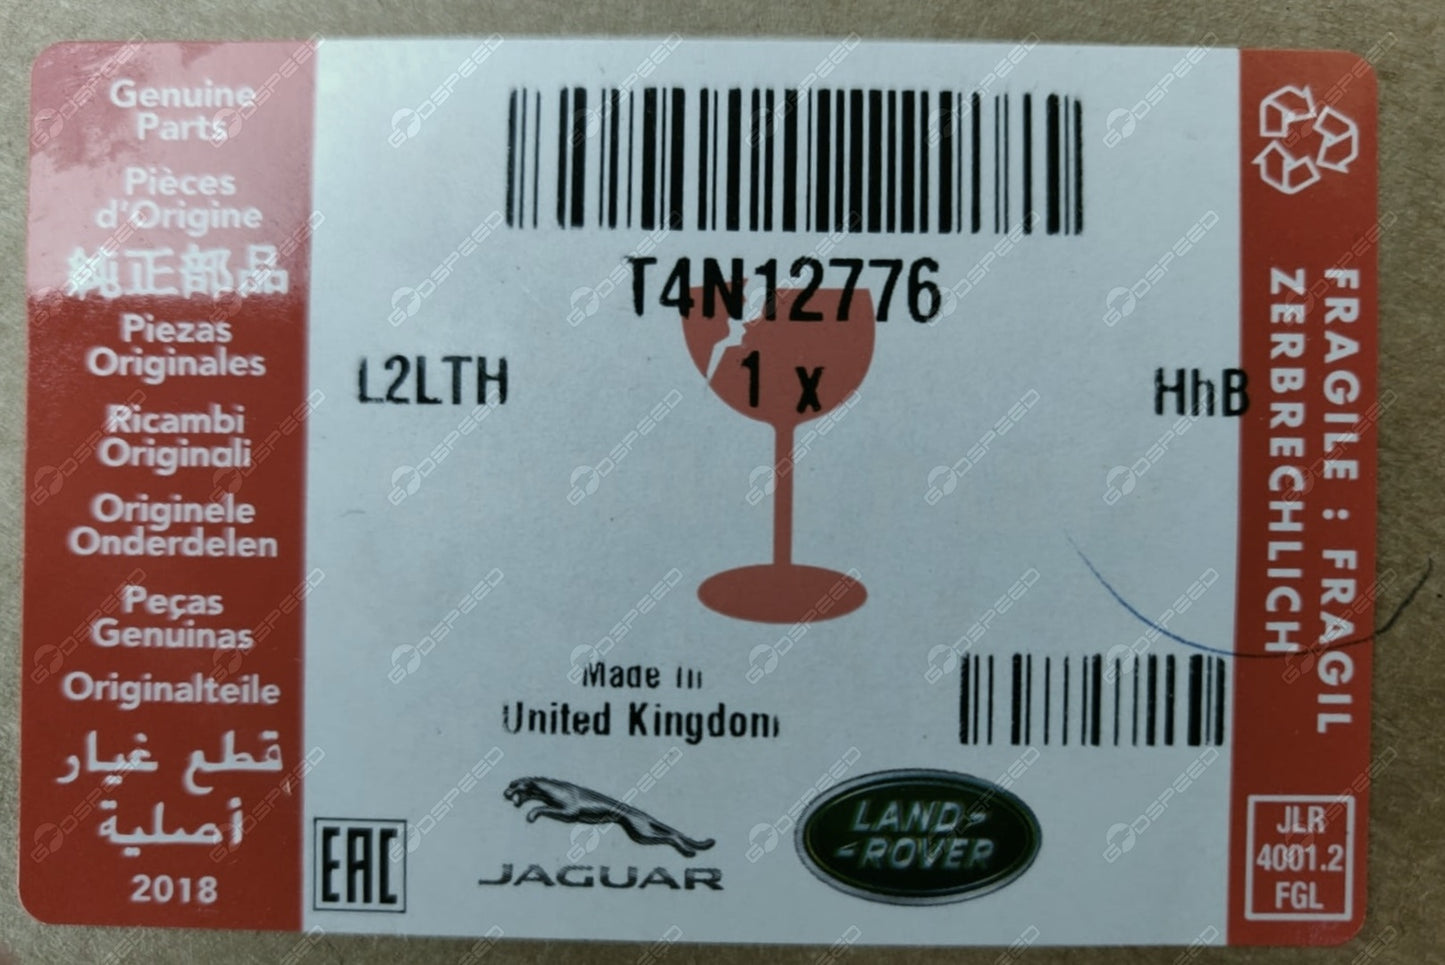 Genuine
Parts
Pièces
d'Origine
純正部品
Piezas
Originales
Ricambi
Originali
Originele
Onderdelen
Peças
Genuinas
Originalteile
قطع غيار
أصلية
2018
T4N12776
L2LTH
1 x
HhB
Made in
United Kingdom
EAC
JAGUAR
LAND-
-ROVER
FRAGILE : FRAGIL
ZERBRECHLICH
JLR
4001.2
FGL
GODSPEED